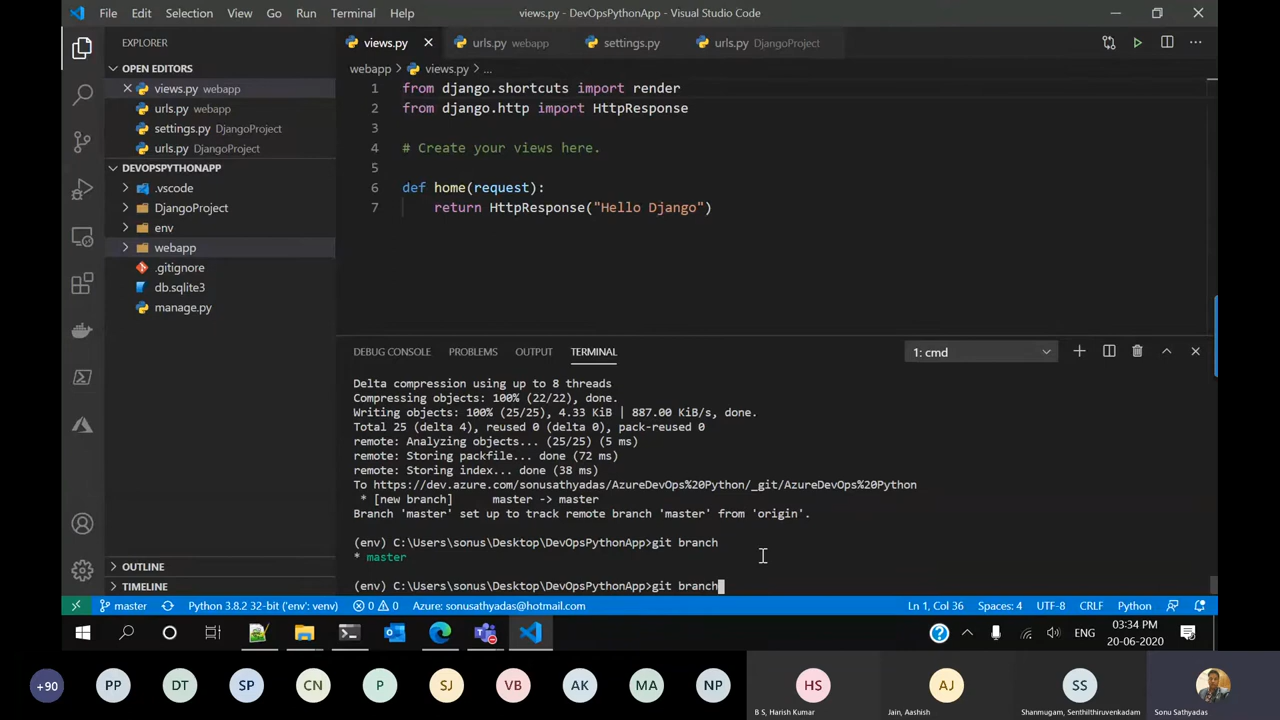 File Edit Selection View Go Run Terminal Help
views.py - DevOpsPythonApp - Visual Studio Code
EXPLORER
OPEN EDITORS
views.py webapp
urls.py webapp
settings.py DjangoProject
urls.py DjangoProject
DEVOPSPYTHONAPP
.vscode
DjangoProject
env
webapp
.gitignore
db.sqlite3
manage.py
OUTLINE
TIMELINE
views.py
urls.py webapp
settings.py
urls.py DjangoProject
webapp > views.py > ...
1 from django.shortcuts import render
2 from django.http import HttpResponse
3
4 # Create your views here.
5
6 def home(request):
7 return HttpResponse("Hello Django")
DEBUG CONSOLE PROBLEMS OUTPUT TERMINAL
1: cmd
Delta compression using up to 8 threads
Compressing objects: 100% (22/22), done.
Writing objects: 100% (25/25), 4.33 KiB | 887.00 KiB/s, done.
Total 25 (delta 4), reused 0 (delta 0), pack-reused 0
remote: Analyzing objects... (25/25) (5 ms)
remote: Storing packfile... done (72 ms)
remote: Storing index... done (38 ms)
To https://dev.azure.com/sonusathyadas/AzureDevOps%20Python/_git/AzureDevOps%20Python
* [new branch] master -> master
Branch 'master' set up to track remote branch 'master' from 'origin'.
(env) C:\Users\sonus\Desktop\DevOpsPythonApp>git branch
* master
(env) C:\Users\sonus\Desktop\DevOpsPythonApp>git branch
master Python 3.8.2 32-bit ('env': venv) 0 0 Azure: sonusathyadas@hotmail.com
Ln 1, Col 36 Spaces: 4 UTF-8 CRLF Python
ENG
03:34 PM
20-06-2020
+90 PP DT SP CN P SJ VB AK MA NP HS AJ SS
B S, Harish Kumar
Jain, Aashish
Shanmugam, Senthilthiruvenkadam
Sonu Sathyadas